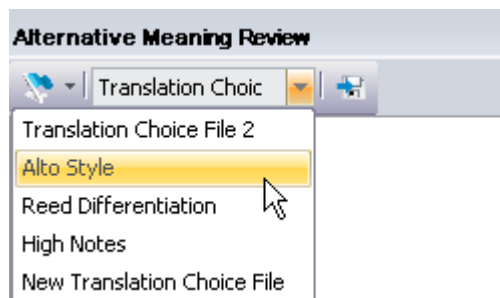 Alternative Meaning Review
Translation Choic
Translation Choice File 2
Alto Style
Reed Differentiation
High Notes
New Translation Choice File